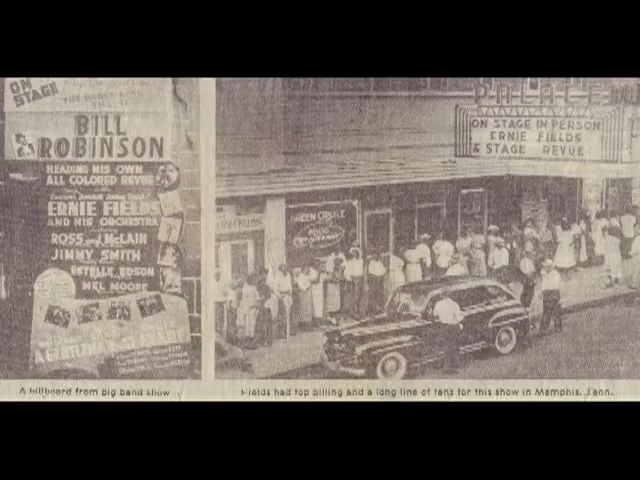 ON
STAGE
BILL
ROBINSON
HEADING HIS OWN
ALL COLORED REVUE
ERNIE FIELDS
AND HIS ORCHESTRA
ROSS and McLAIN
JIMMY SMITH
ESTELLE EDSON
MEL MOORE
A billboard from big band show
PALACE
ON STAGE IN PERSON
ERNIE FIELDS
& STAGE REVUE
GREEN CASTLE
Fields had top billing and a long line of fans for this show in Memphis, Tenn.